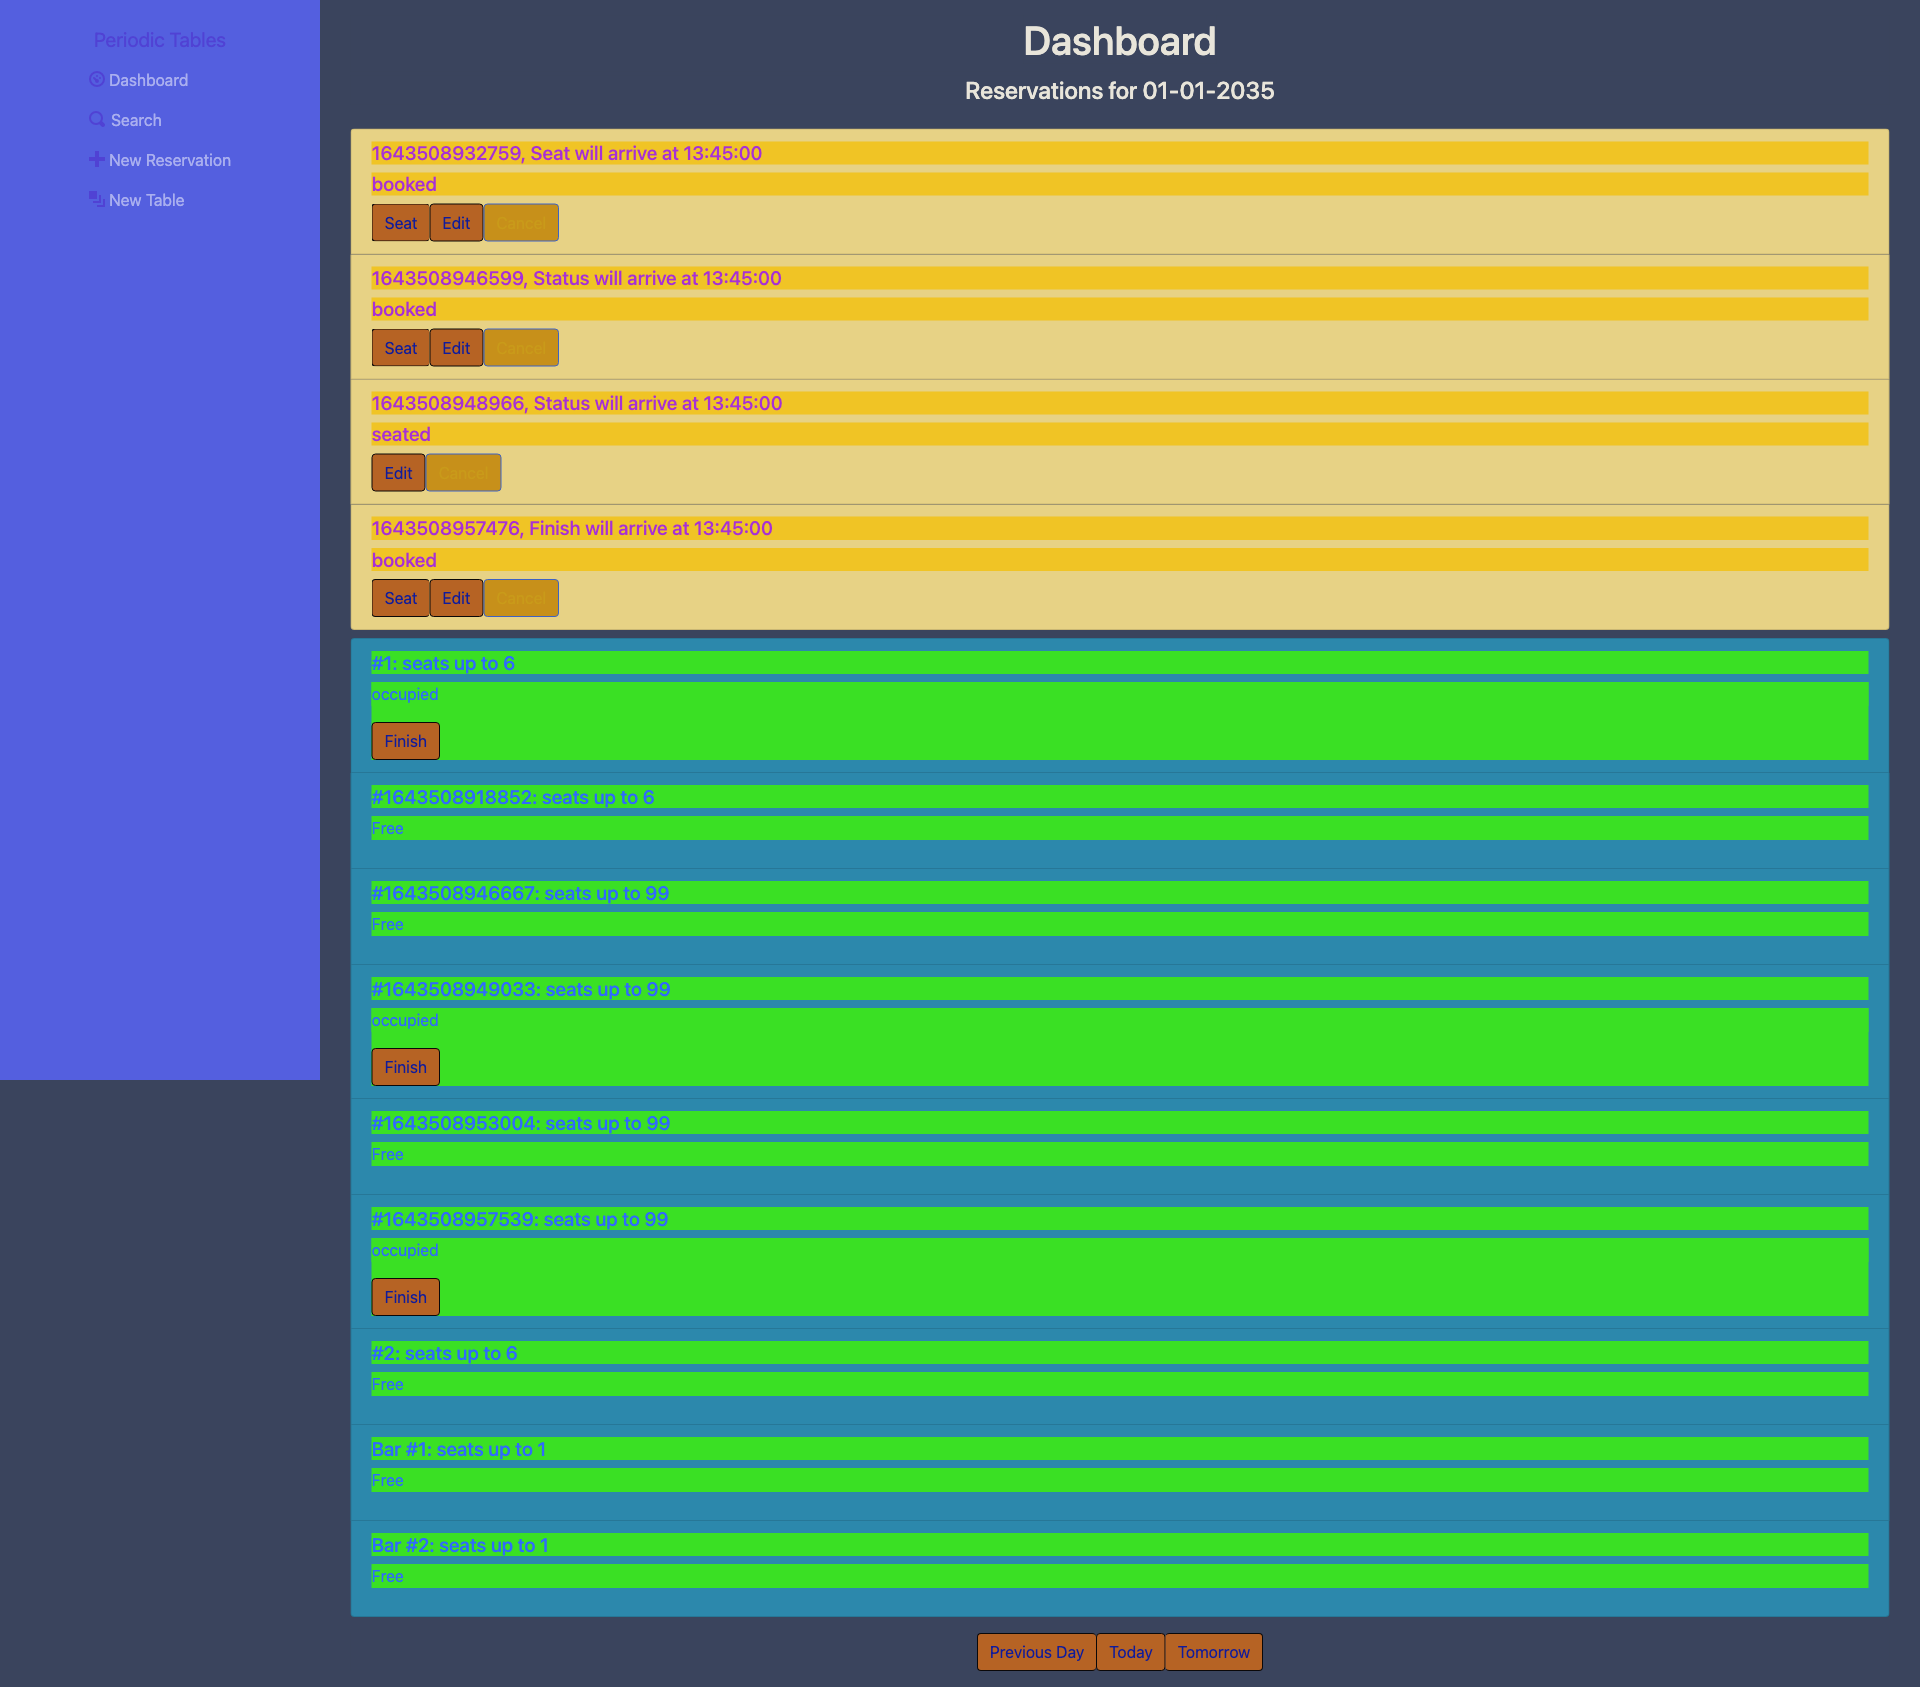 Periodic Tables
Dashboard
Search
New Reservation
New Table
Dashboard
Reservations for 01-01-2035
1643508932759, Seat will arrive at 13:45:00
booked
Seat Edit Cancel
1643508946599, Status will arrive at 13:45:00
booked
Seat Edit Cancel
1643508948966, Status will arrive at 13:45:00
seated
Edit Cancel
1643508957476, Finish will arrive at 13:45:00
booked
Seat Edit Cancel
#1: seats up to 6
occupied
Finish
#1643508918852: seats up to 6
Free
#1643508946667: seats up to 99
Free
#1643508949033: seats up to 99
occupied
Finish
#1643508953004: seats up to 99
Free
#1643508957539: seats up to 99
occupied
Finish
#2: seats up to 6
Free
Bar #1: seats up to 1
Free
Bar #2: seats up to 1
Free
Previous Day Today Tomorrow